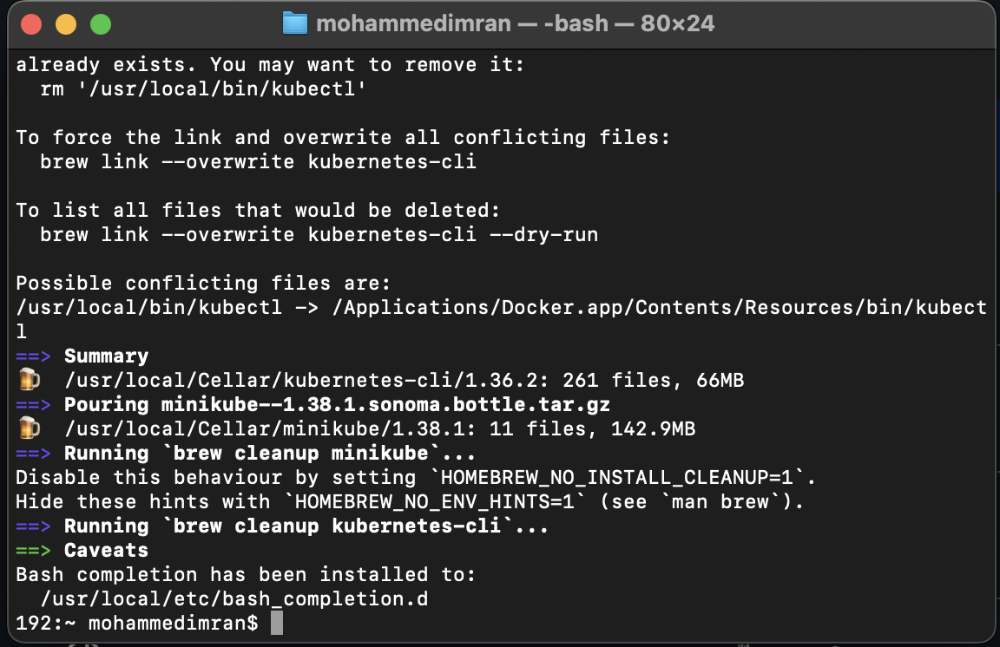 mohammedimran — -bash — 80×24
already exists. You may want to remove it:
  rm '/usr/local/bin/kubectl'

To force the link and overwrite all conflicting files:
  brew link --overwrite kubernetes-cli

To list all files that would be deleted:
  brew link --overwrite kubernetes-cli --dry-run

Possible conflicting files are:
/usr/local/bin/kubectl -> /Applications/Docker.app/Contents/Resources/bin/kubect
l
==> Summary
🍺  /usr/local/Cellar/kubernetes-cli/1.36.2: 261 files, 66MB
==> Pouring minikube--1.38.1.sonoma.bottle.tar.gz
🍺  /usr/local/Cellar/minikube/1.38.1: 11 files, 142.9MB
==> Running `brew cleanup minikube`...
Disable this behaviour by setting `HOMEBREW_NO_INSTALL_CLEANUP=1`.
Hide these hints with `HOMEBREW_NO_ENV_HINTS=1` (see `man brew`).
==> Running `brew cleanup kubernetes-cli`...
==> Caveats
Bash completion has been installed to:
  /usr/local/etc/bash_completion.d
192:~ mohammedimran$